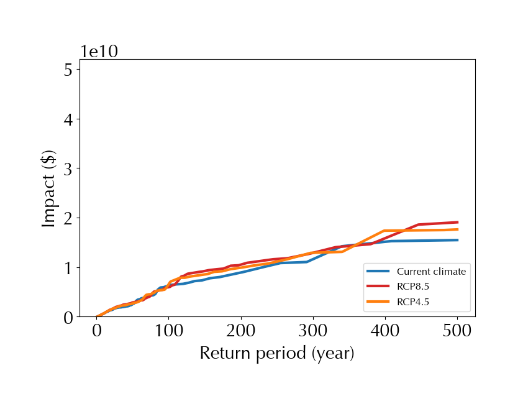 1e10
5
4
3
2
1
0
Impact ($)
0 100 200 300 400 500
Return period (year)
Current climate
RCP8.5
RCP4.5